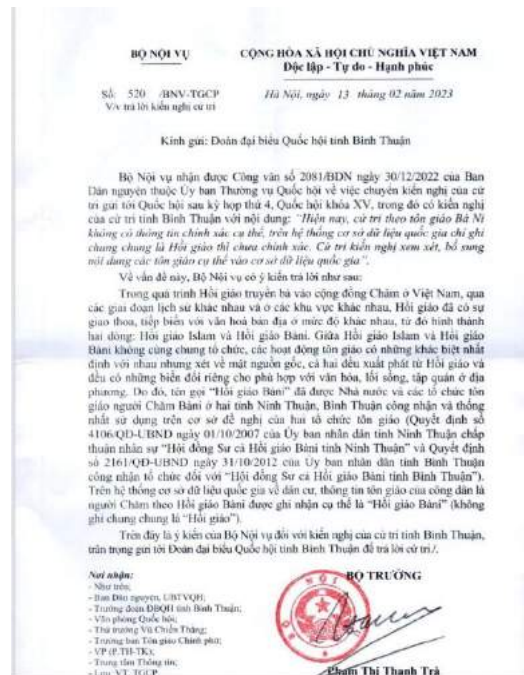 BỘ NỘI VỤ
CỘNG HÒA XÃ HỘI CHỦ NGHĨA VIỆT NAM
Độc lập - Tự do - Hạnh phúc
Số: 520 /BNV-TGCP
V/v trả lời kiến nghị cử tri
Hà Nội, ngày 13 tháng 02 năm 2023
Kính gửi: Đoàn đại biểu Quốc hội tỉnh Bình Thuận
Bộ Nội vụ nhận được Công văn số 2081/BDN ngày 30/12/2022 của Ban
Dân nguyện thuộc Ủy ban Thường vụ Quốc hội về việc chuyển kiến nghị của cử
tri gửi tới Quốc hội sau kỳ họp thứ 4, Quốc hội khóa XV, trong đó có kiến nghị
của cử tri tỉnh Bình Thuận với nội dung: "Hiện nay, cử tri theo tôn giáo Bà Ni
không có thông tin chính xác cụ thể, trên hệ thống cơ sở dữ liệu quốc gia chỉ ghi
chung chung là Hồi giáo thì chưa chính xác. Cử tri kiến nghị xem xét, bổ sung
nội dung các tôn giáo cụ thể vào cơ sở dữ liệu quốc gia".
Về vấn đề này, Bộ Nội vụ có ý kiến trả lời như sau:
Trong quá trình Hồi giáo truyền bá vào cộng đồng Chăm ở Việt Nam, qua
các giai đoạn lịch sử khác nhau và ở các khu vực khác nhau, Hồi giáo đã có sự
giao thoa, tiếp biến với văn hoá bản địa ở mức độ khác nhau, từ đó hình thành
hai dòng: Hồi giáo Islam và Hồi giáo Bàni. Giữa Hồi giáo Islam và Hồi giáo
Bàni không cùng chung tổ chức, các hoạt động tôn giáo có những khác biệt nhất
định với nhau nhưng xét về mặt nguồn gốc, cả hai đều xuất phát từ Hồi giáo và
đều có những biến đổi riêng cho phù hợp với văn hóa, lối sống, tập quán ở địa
phương. Do đó, tên gọi "Hồi giáo Bàni" đã được Nhà nước và các tổ chức tôn
giáo người Chăm Bàni ở hai tỉnh Ninh Thuận, Bình Thuận công nhận và thống
nhất sử dụng trên cơ sở đề nghị của hai tổ chức tôn giáo (Quyết định số
4106/QĐ-UBND ngày 01/10/2007 của Ủy ban nhân dân tỉnh Ninh Thuận chấp
thuận nhân sự "Hội đồng Sư cả Hồi giáo Bàni tỉnh Ninh Thuận" và Quyết định
số 2161/QĐ-UBND ngày 31/10/2012 của Ủy ban nhân dân tỉnh Bình Thuận
công nhận tổ chức đối với "Hội đồng Sư cả Hồi giáo Bàni tỉnh Bình Thuận").
Trên hệ thống cơ sở dữ liệu quốc gia về dân cư, thông tin tôn giáo của công dân là
người Chăm theo Hồi giáo Bàni được ghi nhận cụ thể là "Hồi giáo Bàni" (không
ghi chung chung là "Hồi giáo").
Trên đây là ý kiến của Bộ Nội vụ đối với kiến nghị của cử tri tỉnh Bình Thuận,
trân trọng gửi tới Đoàn đại biểu Quốc hội tỉnh Bình Thuận để trả lời cử tri./.
Nơi nhận:
- Như trên;
- Ban Dân nguyện, UBTVQH;
- Trưởng đoàn ĐBQH tỉnh Bình Thuận;
- Văn phòng Quốc hội;
- Thứ trưởng Vũ Chiến Thắng;
- Trưởng ban Tôn giáo Chính phủ;
- VP (P.TH-TK);
- Trung tâm Thông tin;
- Lưu: VT, TGCP
BỘ TRƯỞNG
Phạm Thị Thanh Trà